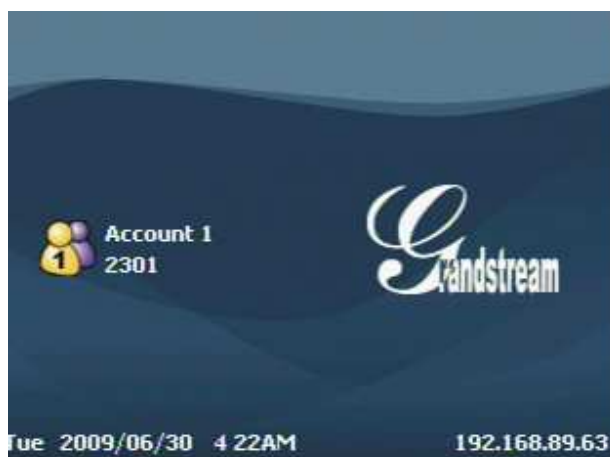 Account 1
2301
Grandstream
Tue 2009/06/30 4 22AM
192.168.89.63